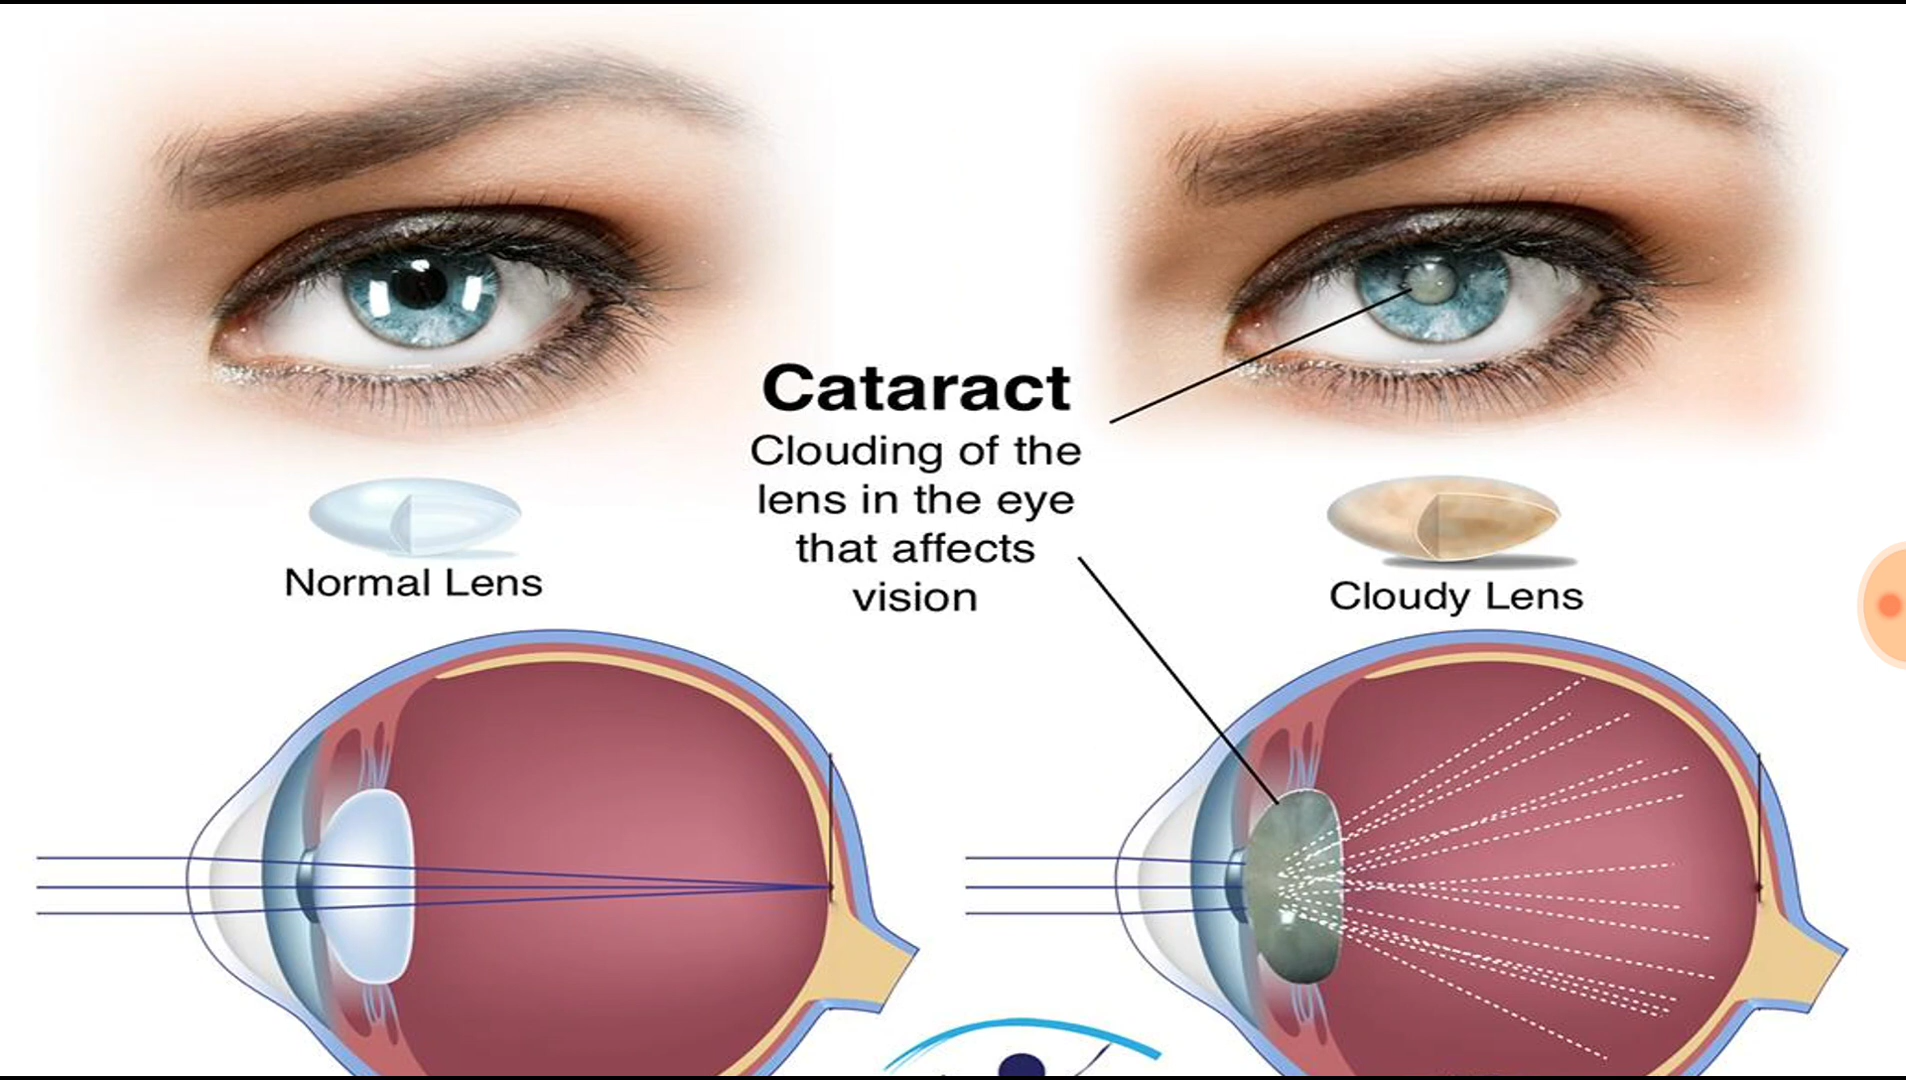 Cataract
Clouding of the
lens in the eye
that affects
vision
Normal Lens
Cloudy Lens